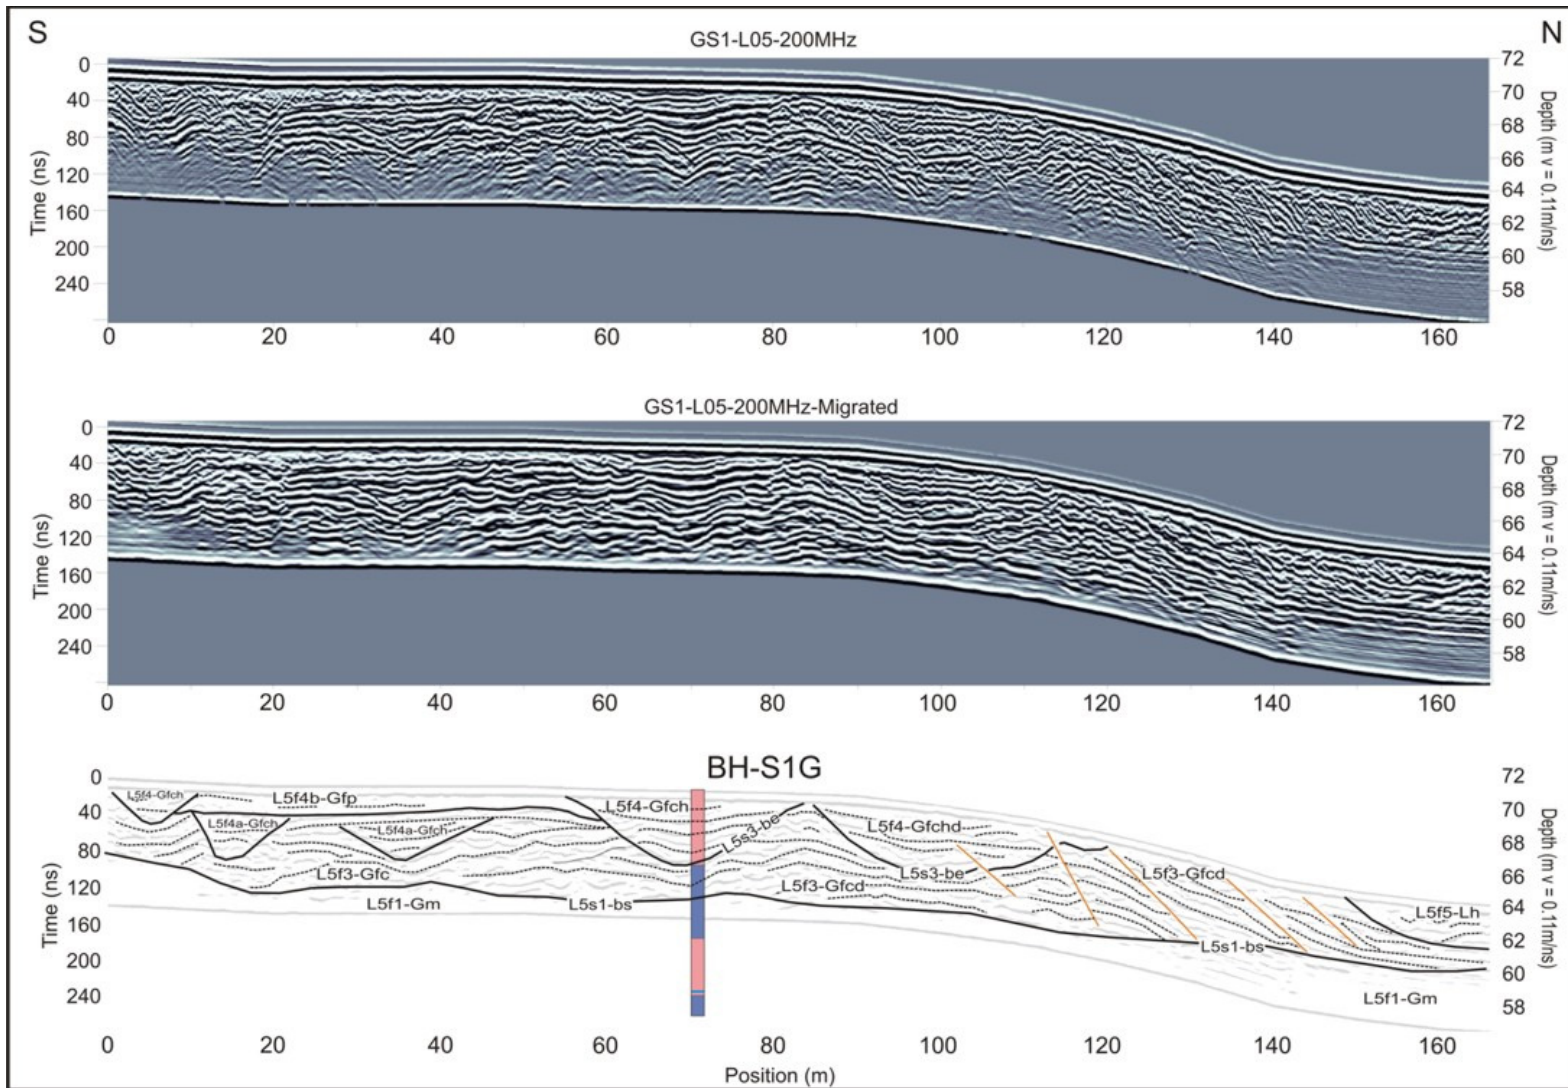 S
N
GS1-L05-200MHz
0
40
80
120
160
200
240
Time (ns)
72
70
68
66
64
62
60
58
Depth (m v = 0.11m/ns)
0 20 40 60 80 100 120 140 160
GS1-L05-200MHz-Migrated
0
40
80
120
160
200
240
Time (ns)
72
70
68
66
64
62
60
58
Depth (m v = 0.11m/ns)
0 20 40 60 80 100 120 140 160
BH-S1G
0
40
80
120
160
200
240
Time (ns)
72
70
68
66
64
62
60
58
Depth (m v = 0.11m/ns)
L5f4-Gfch
L5f4b-Gfp
L5f4-Gfch
L5f4a-Gfch
L5f4a-Gfch
L5s3-be
L5f4-Gfchd
L5f3-Gfc
L5f3-Gfcd
L5s3-be
L5f3-Gfcd
L5f1-Gm
L5s1-bs
L5s1-bs
L5f5-Lh
L5f1-Gm
0 20 40 60 80 100 120 140 160
Position (m)